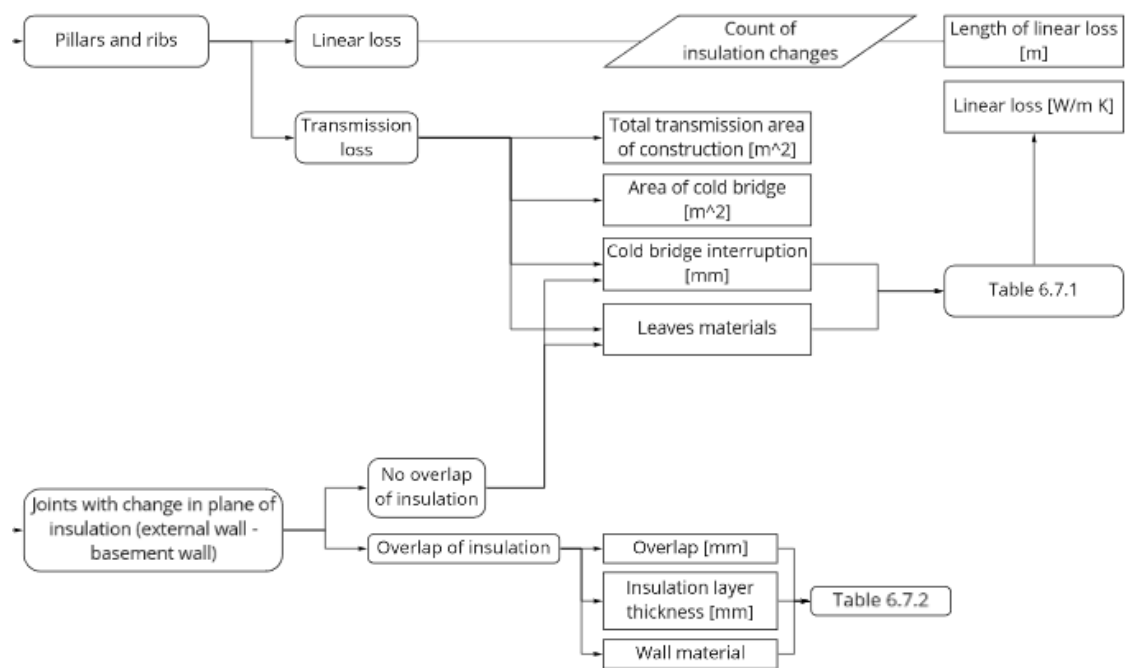 Pillars and ribs
Linear loss
Count of
insulation changes
Length of linear loss
[m]
Linear loss [W/m K]
Transmission
loss
Total transmission area
of construction [m^2]
Area of cold bridge
[m^2]
Cold bridge interruption
[mm]
Leaves materials
Table 6.7.1
Joints with change in plane of
insulation (external wall -
basement wall)
No overlap
of insulation
Overlap of insulation
Overlap [mm]
Insulation layer
thickness [mm]
Wall material
Table 6.7.2